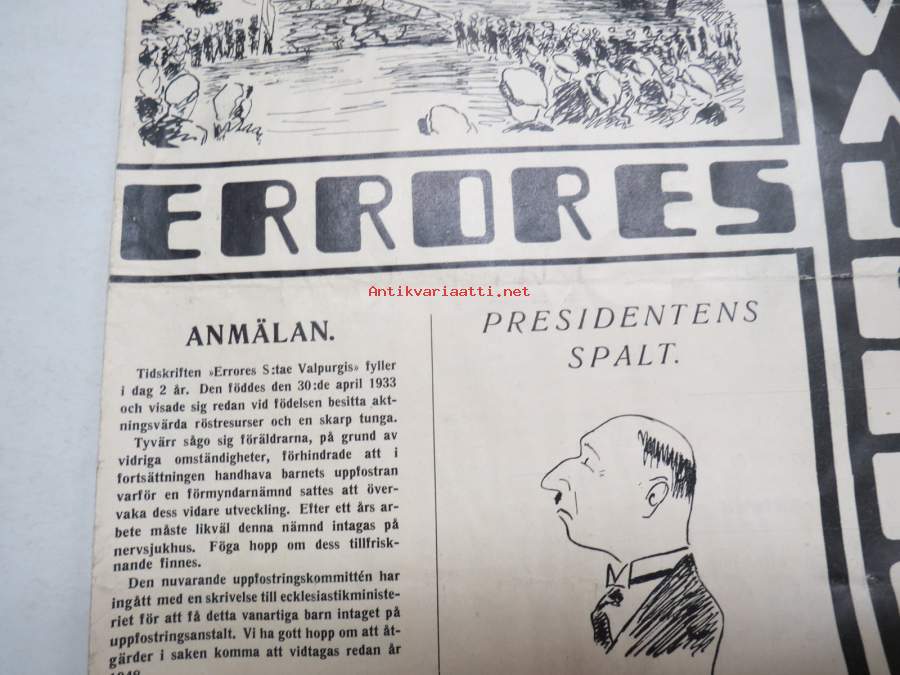 ERRORES
Antikvariaatti.net
ANMÄLAN.
Tidskriften »Errores S:tae Valpurgis» fyller
i dag 2 år. Den föddes den 30:de april 1933
och visade sig redan vid födelsen besitta akt-
ningsvärda röstresurser och en skarp tunga.
Tyvärr sågo sig föräldrarna, på grund av
vidriga omständigheter, förhindrade att i
fortsättningen handhava barnets uppfostran
varför en förmyndarnämnd sattes att över-
vaka dess vidare utveckling. Efter ett års ar-
bete måste likväl denna nämnd intagas på
nervsjukhus. Föga hopp om dess tillfrisk-
nande finnes.
Den nuvarande uppfostringskommittén har
ingått med en skrivelse till ecklesiastikministe-
riet för att få detta vanartiga barn intaget på
uppfostringsanstalt. Vi ha gott hopp om att åt-
gärder i saken komma att vidtagas redan år
PRESIDENTENS
SPALT.